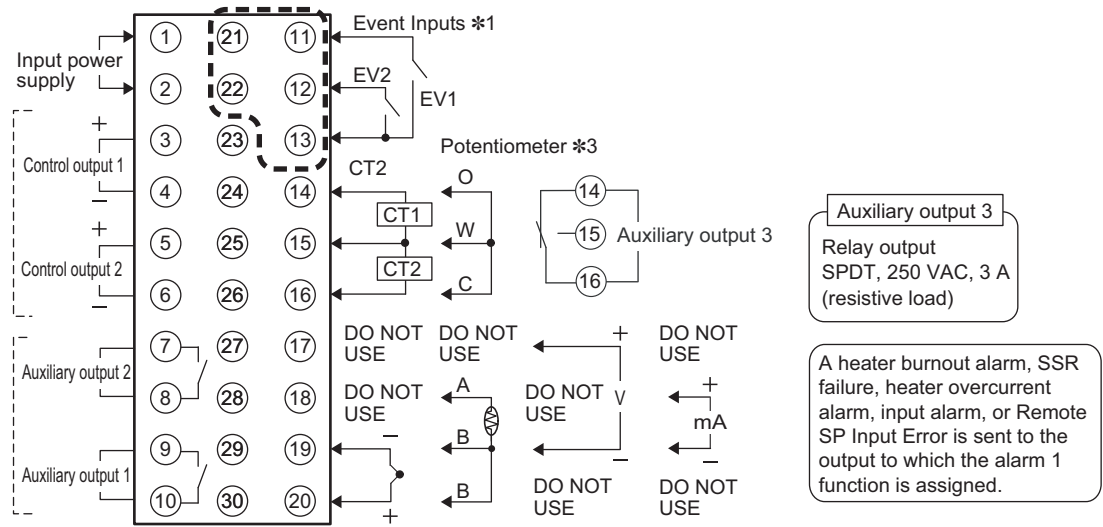 Event Inputs ✻1
1 21 11
Input power
supply
EV2
2 22 12
EV1
+
3 23 13
Potentiometer ✻3
Control output 1
CT2
O
4 24 14
14
−
CT1
Auxiliary output 3
+
W
5 25 15
15 Auxiliary output 3
Relay output
SPDT, 250 VAC, 3 A
(resistive load)
Control output 2
CT2
C
6 26 16
16
−
7 27 17
DO NOT
USE
DO NOT
USE
+
DO NOT
USE
Auxiliary output 2
8 28 18
DO NOT
USE
A
DO NOT
USE
V
+
mA
−
A heater burnout alarm, SSR
failure, heater overcurrent
alarm, input alarm, or Remote
SP Input Error is sent to the
output to which the alarm 1
function is assigned.
9 29 19
−
B
−
Auxiliary output 1
10 30 20
+
B
DO NOT
USE
DO NOT
USE